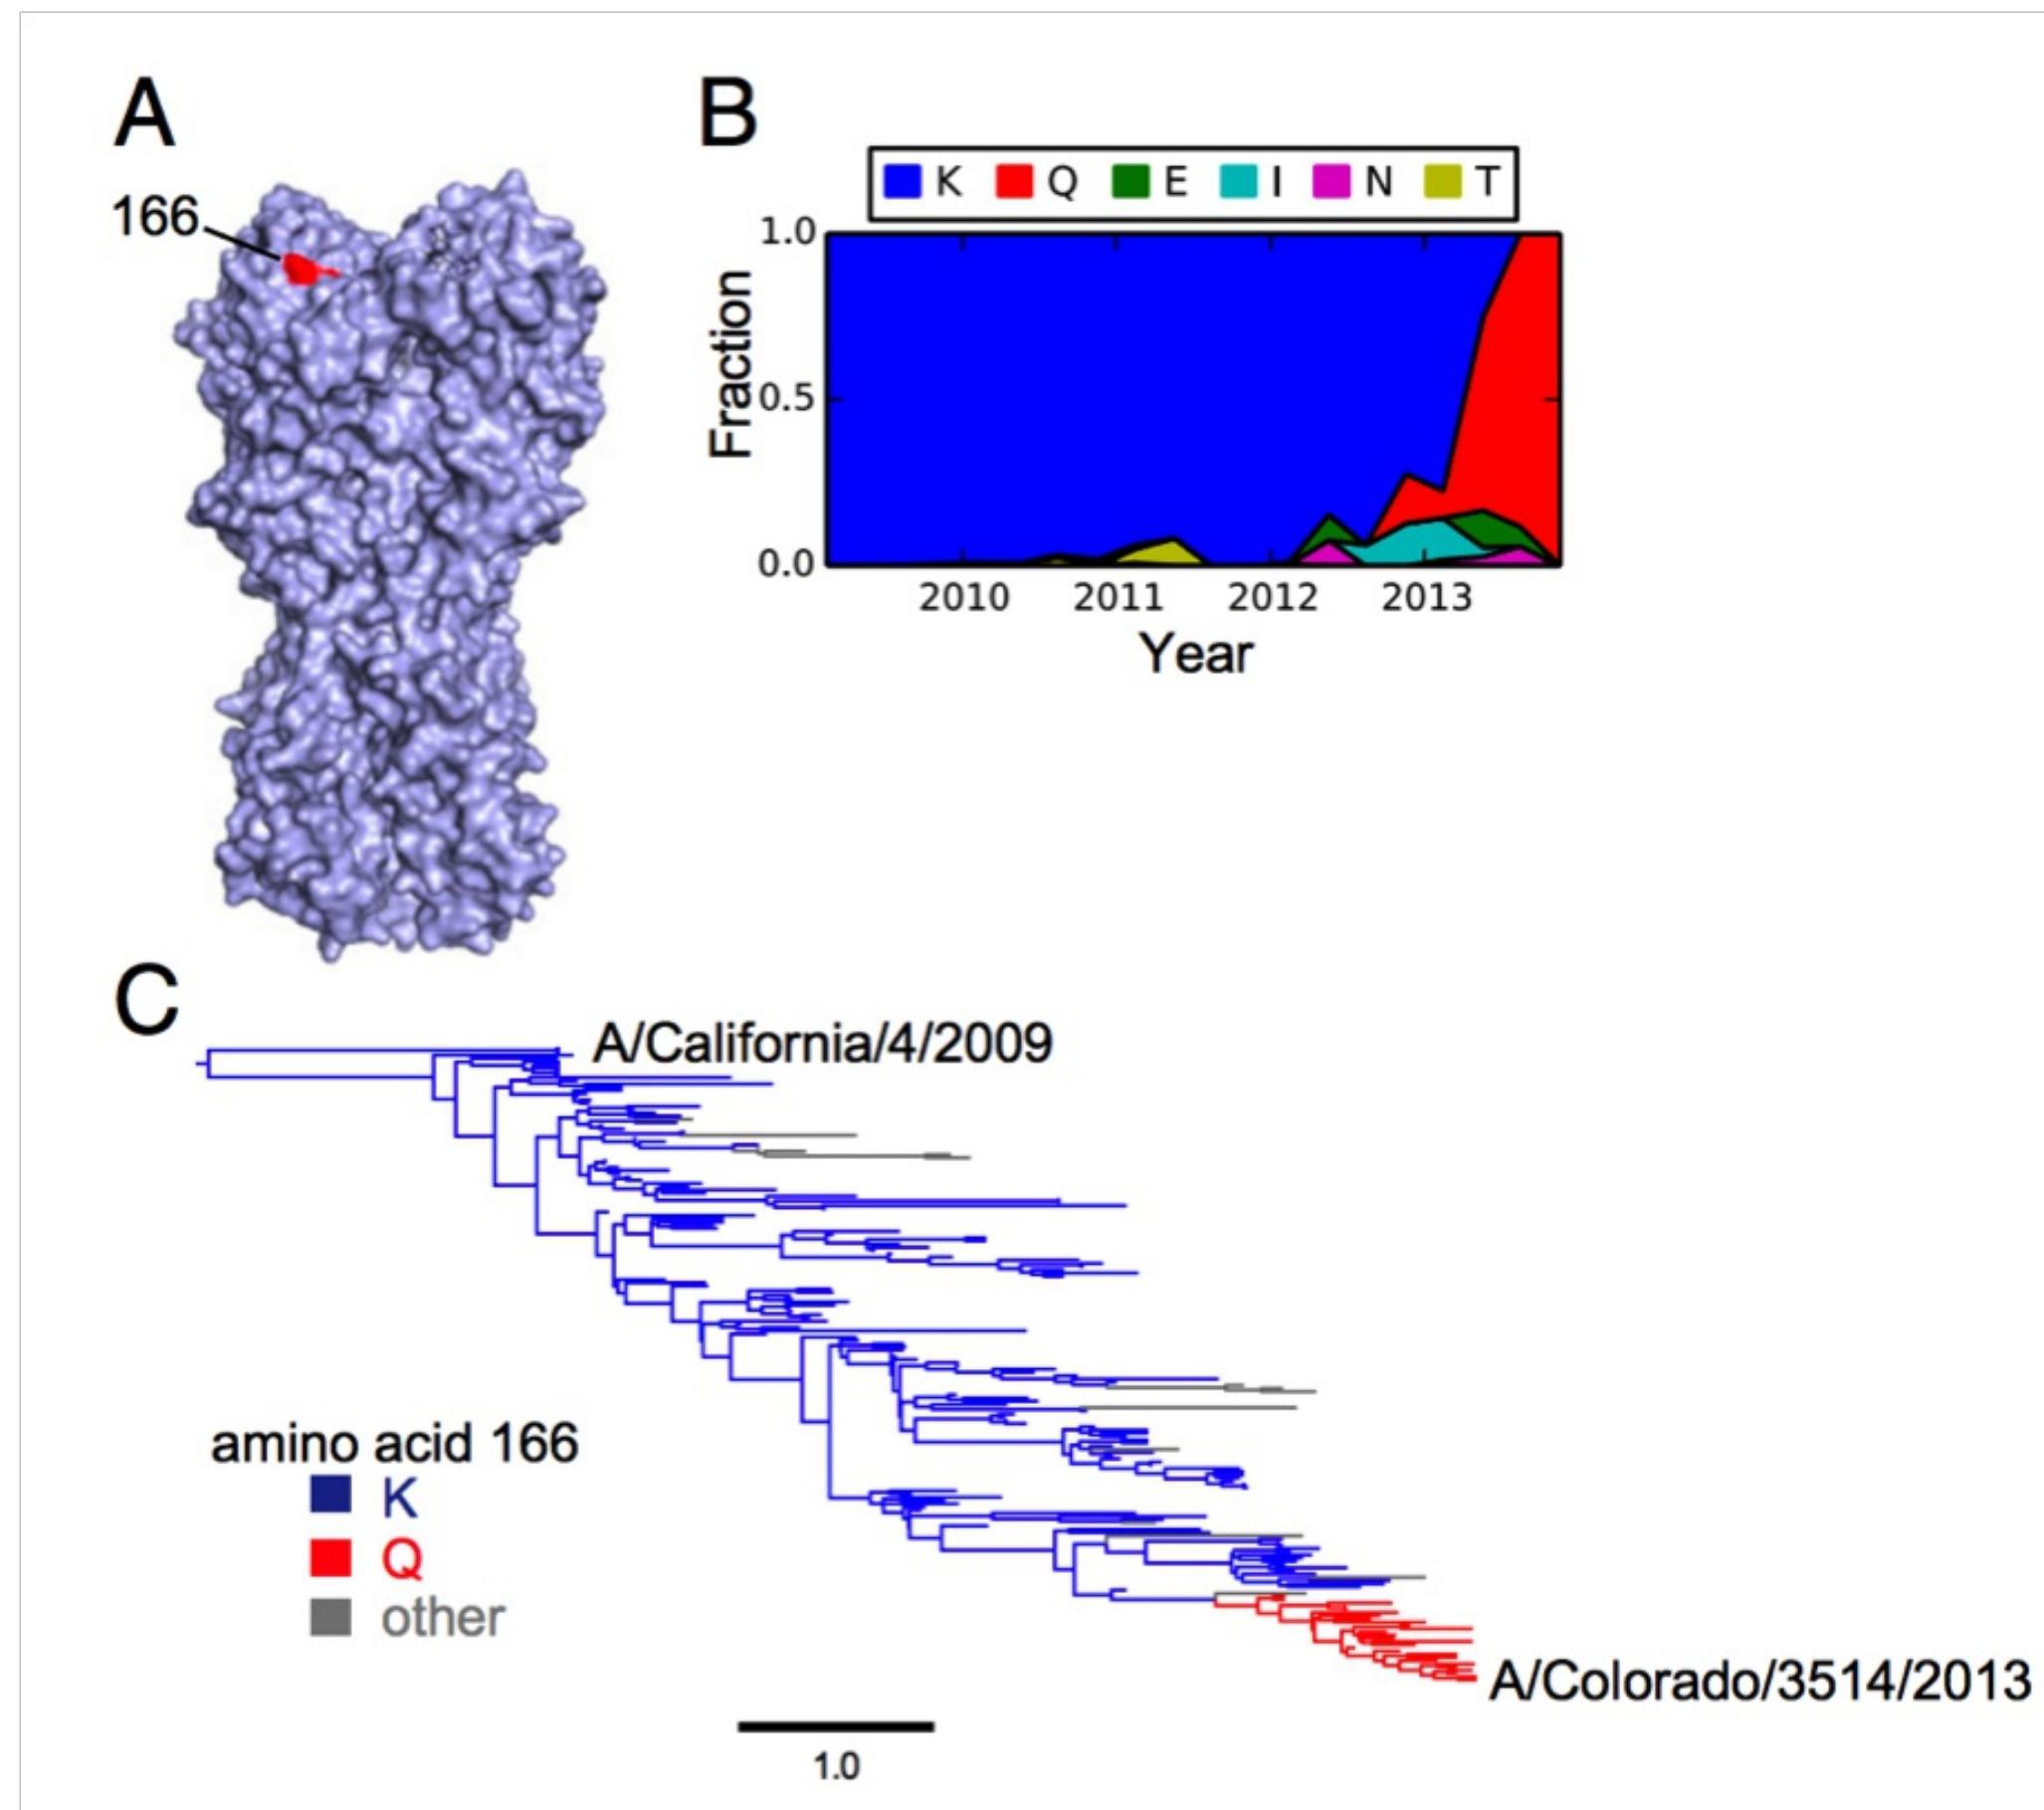 A
166
B
K Q E I N T
1.0
0.5
0.0
Fraction
2010 2011 2012 2013
Year
C
A/California/4/2009
amino acid 166
K
Q
other
A/Colorado/3514/2013
1.0